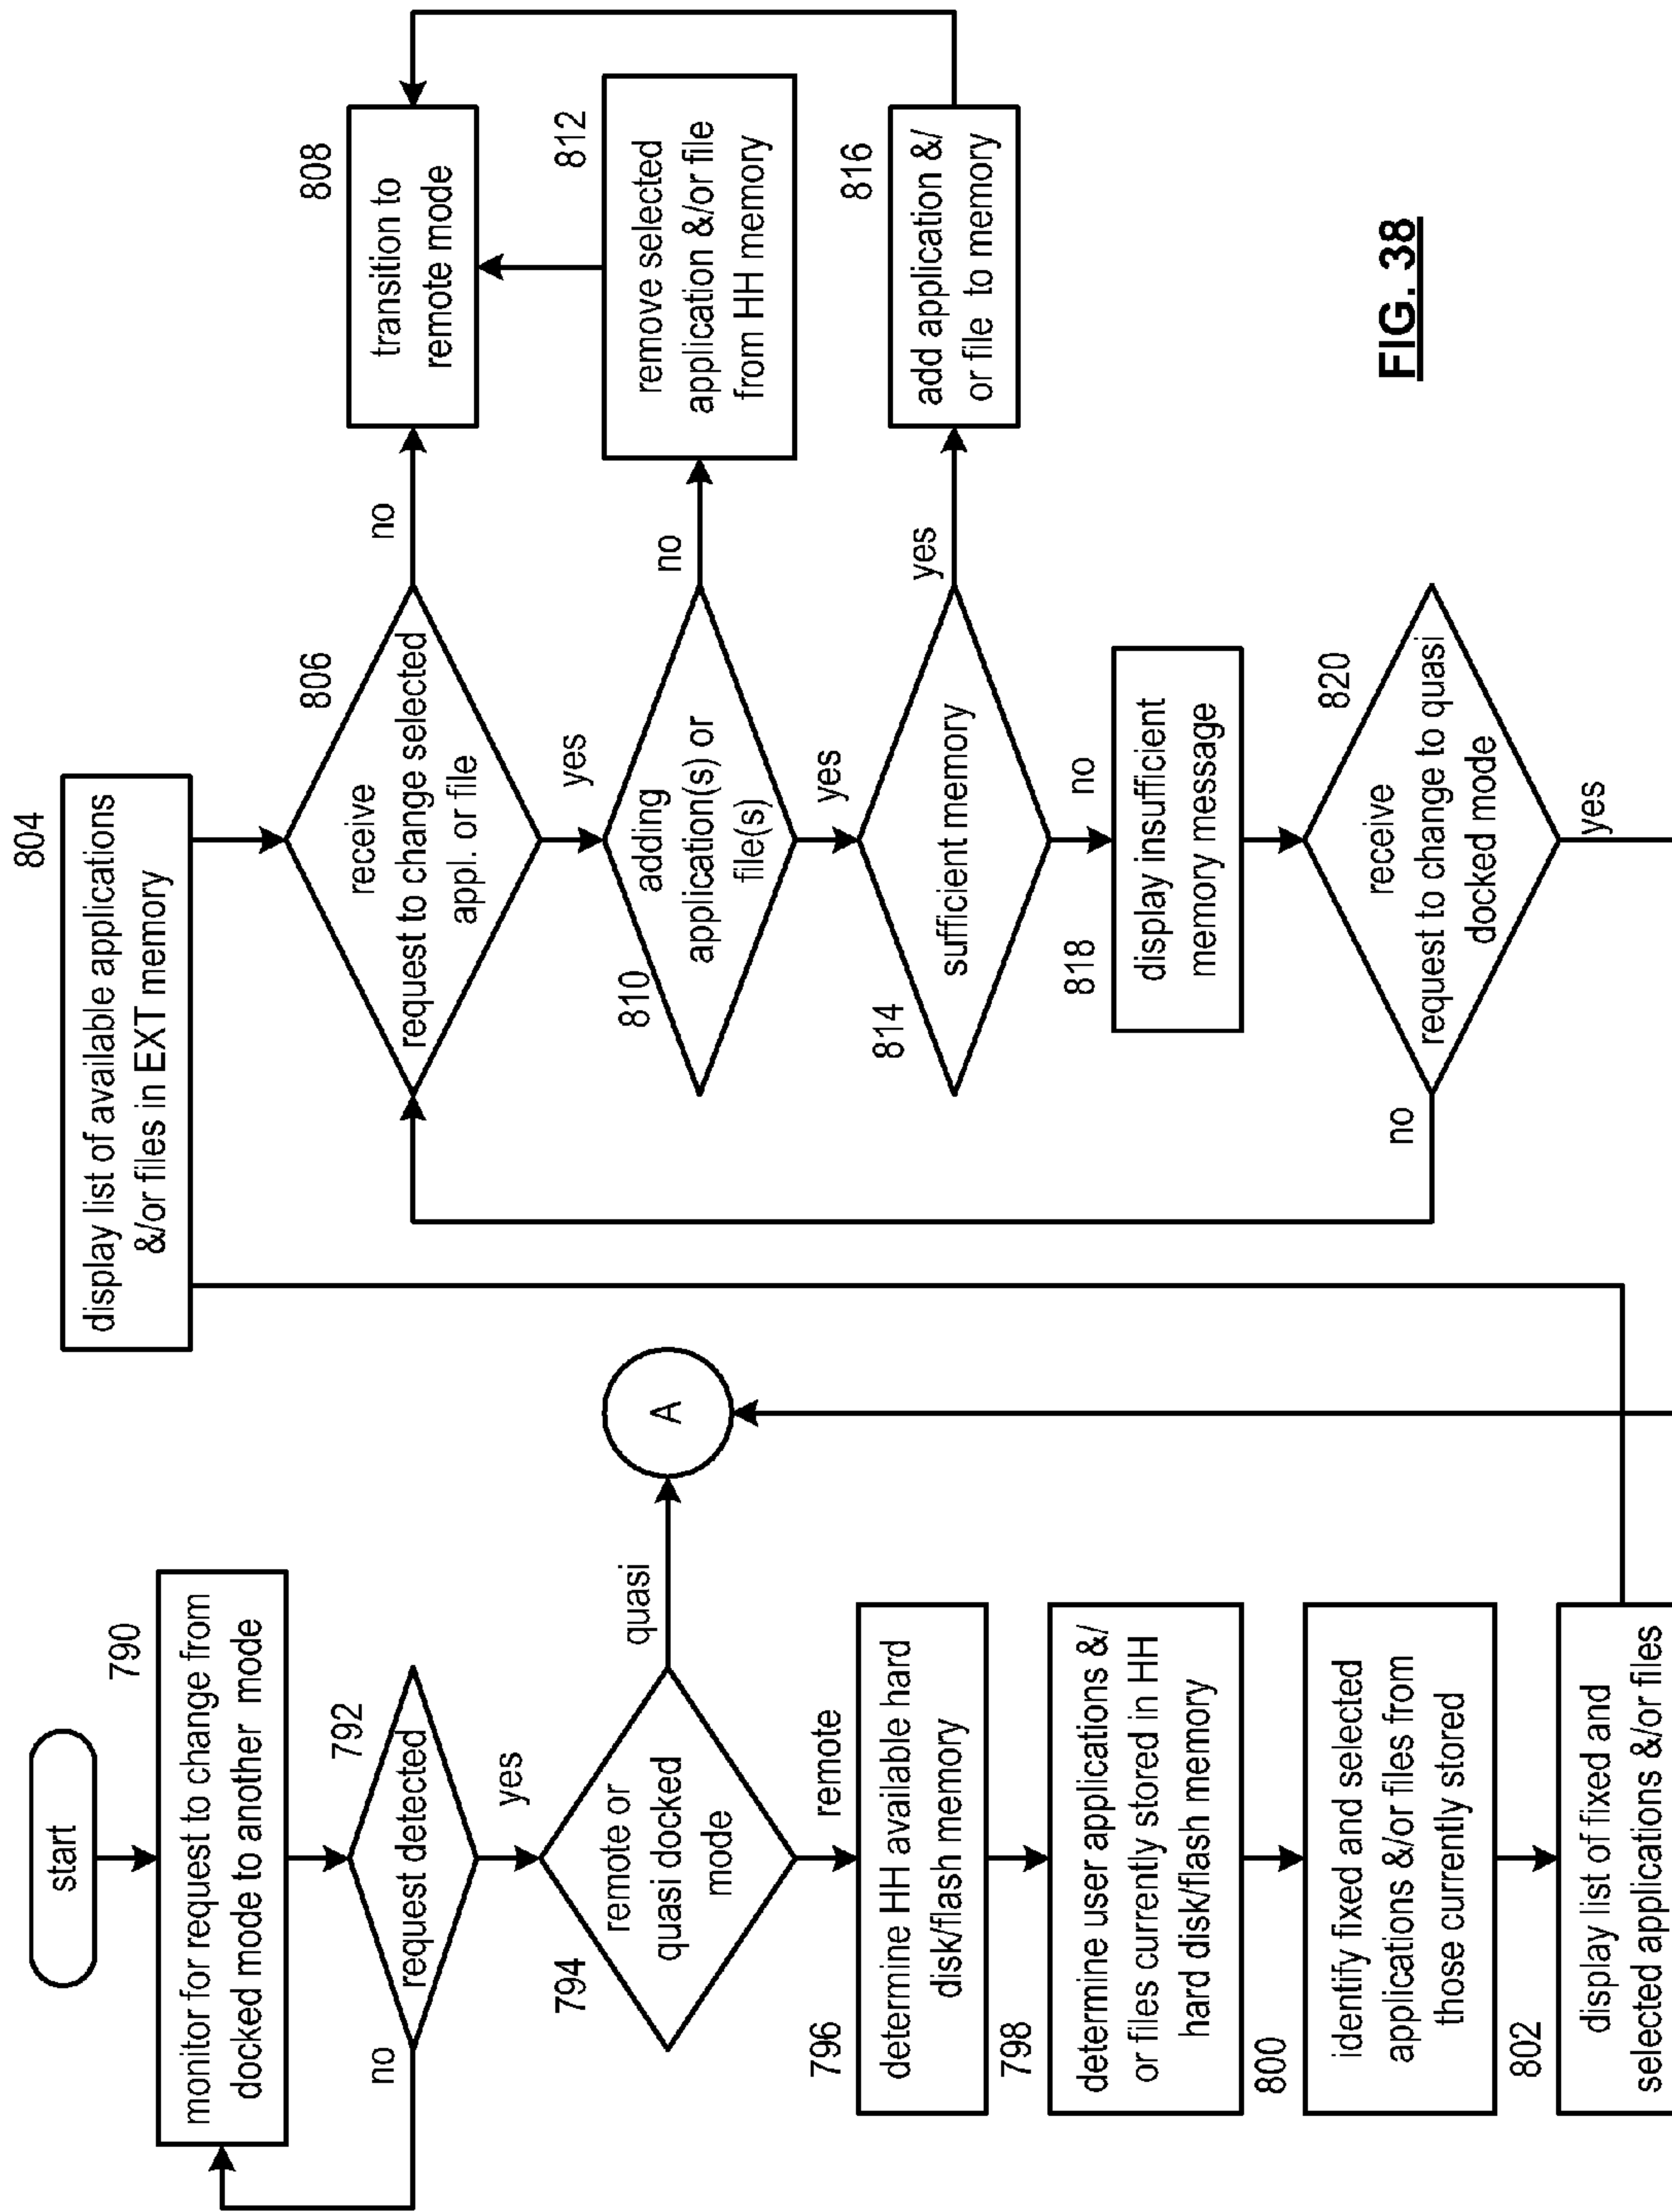 start
790
monitor for request to change from
docked mode to another mode
792
request detected
no
yes
794
remote or
quasi docked
mode
quasi
A
remote
796
determine HH available hard
disk/flash memory
798
determine user applications &/
or files currently stored in HH
hard disk/flash memory
800
identify fixed and selected
applications &/or files from
those currently stored
802
display list of fixed and
selected applications &/or files
804
display list of available applications
&/or files in EXT memory
806
receive
request to change selected
appl. or file
no
808
transition to
remote mode
yes
810
adding
application(s) or
file(s)
no
812
remove selected
application &/or file
from HH memory
yes
814
sufficient memory
yes
816
add application &/
or file to memory
no
818
display insufficient
memory message
820
receive
request to change to quasi
docked mode
no
yes
FIG. 38